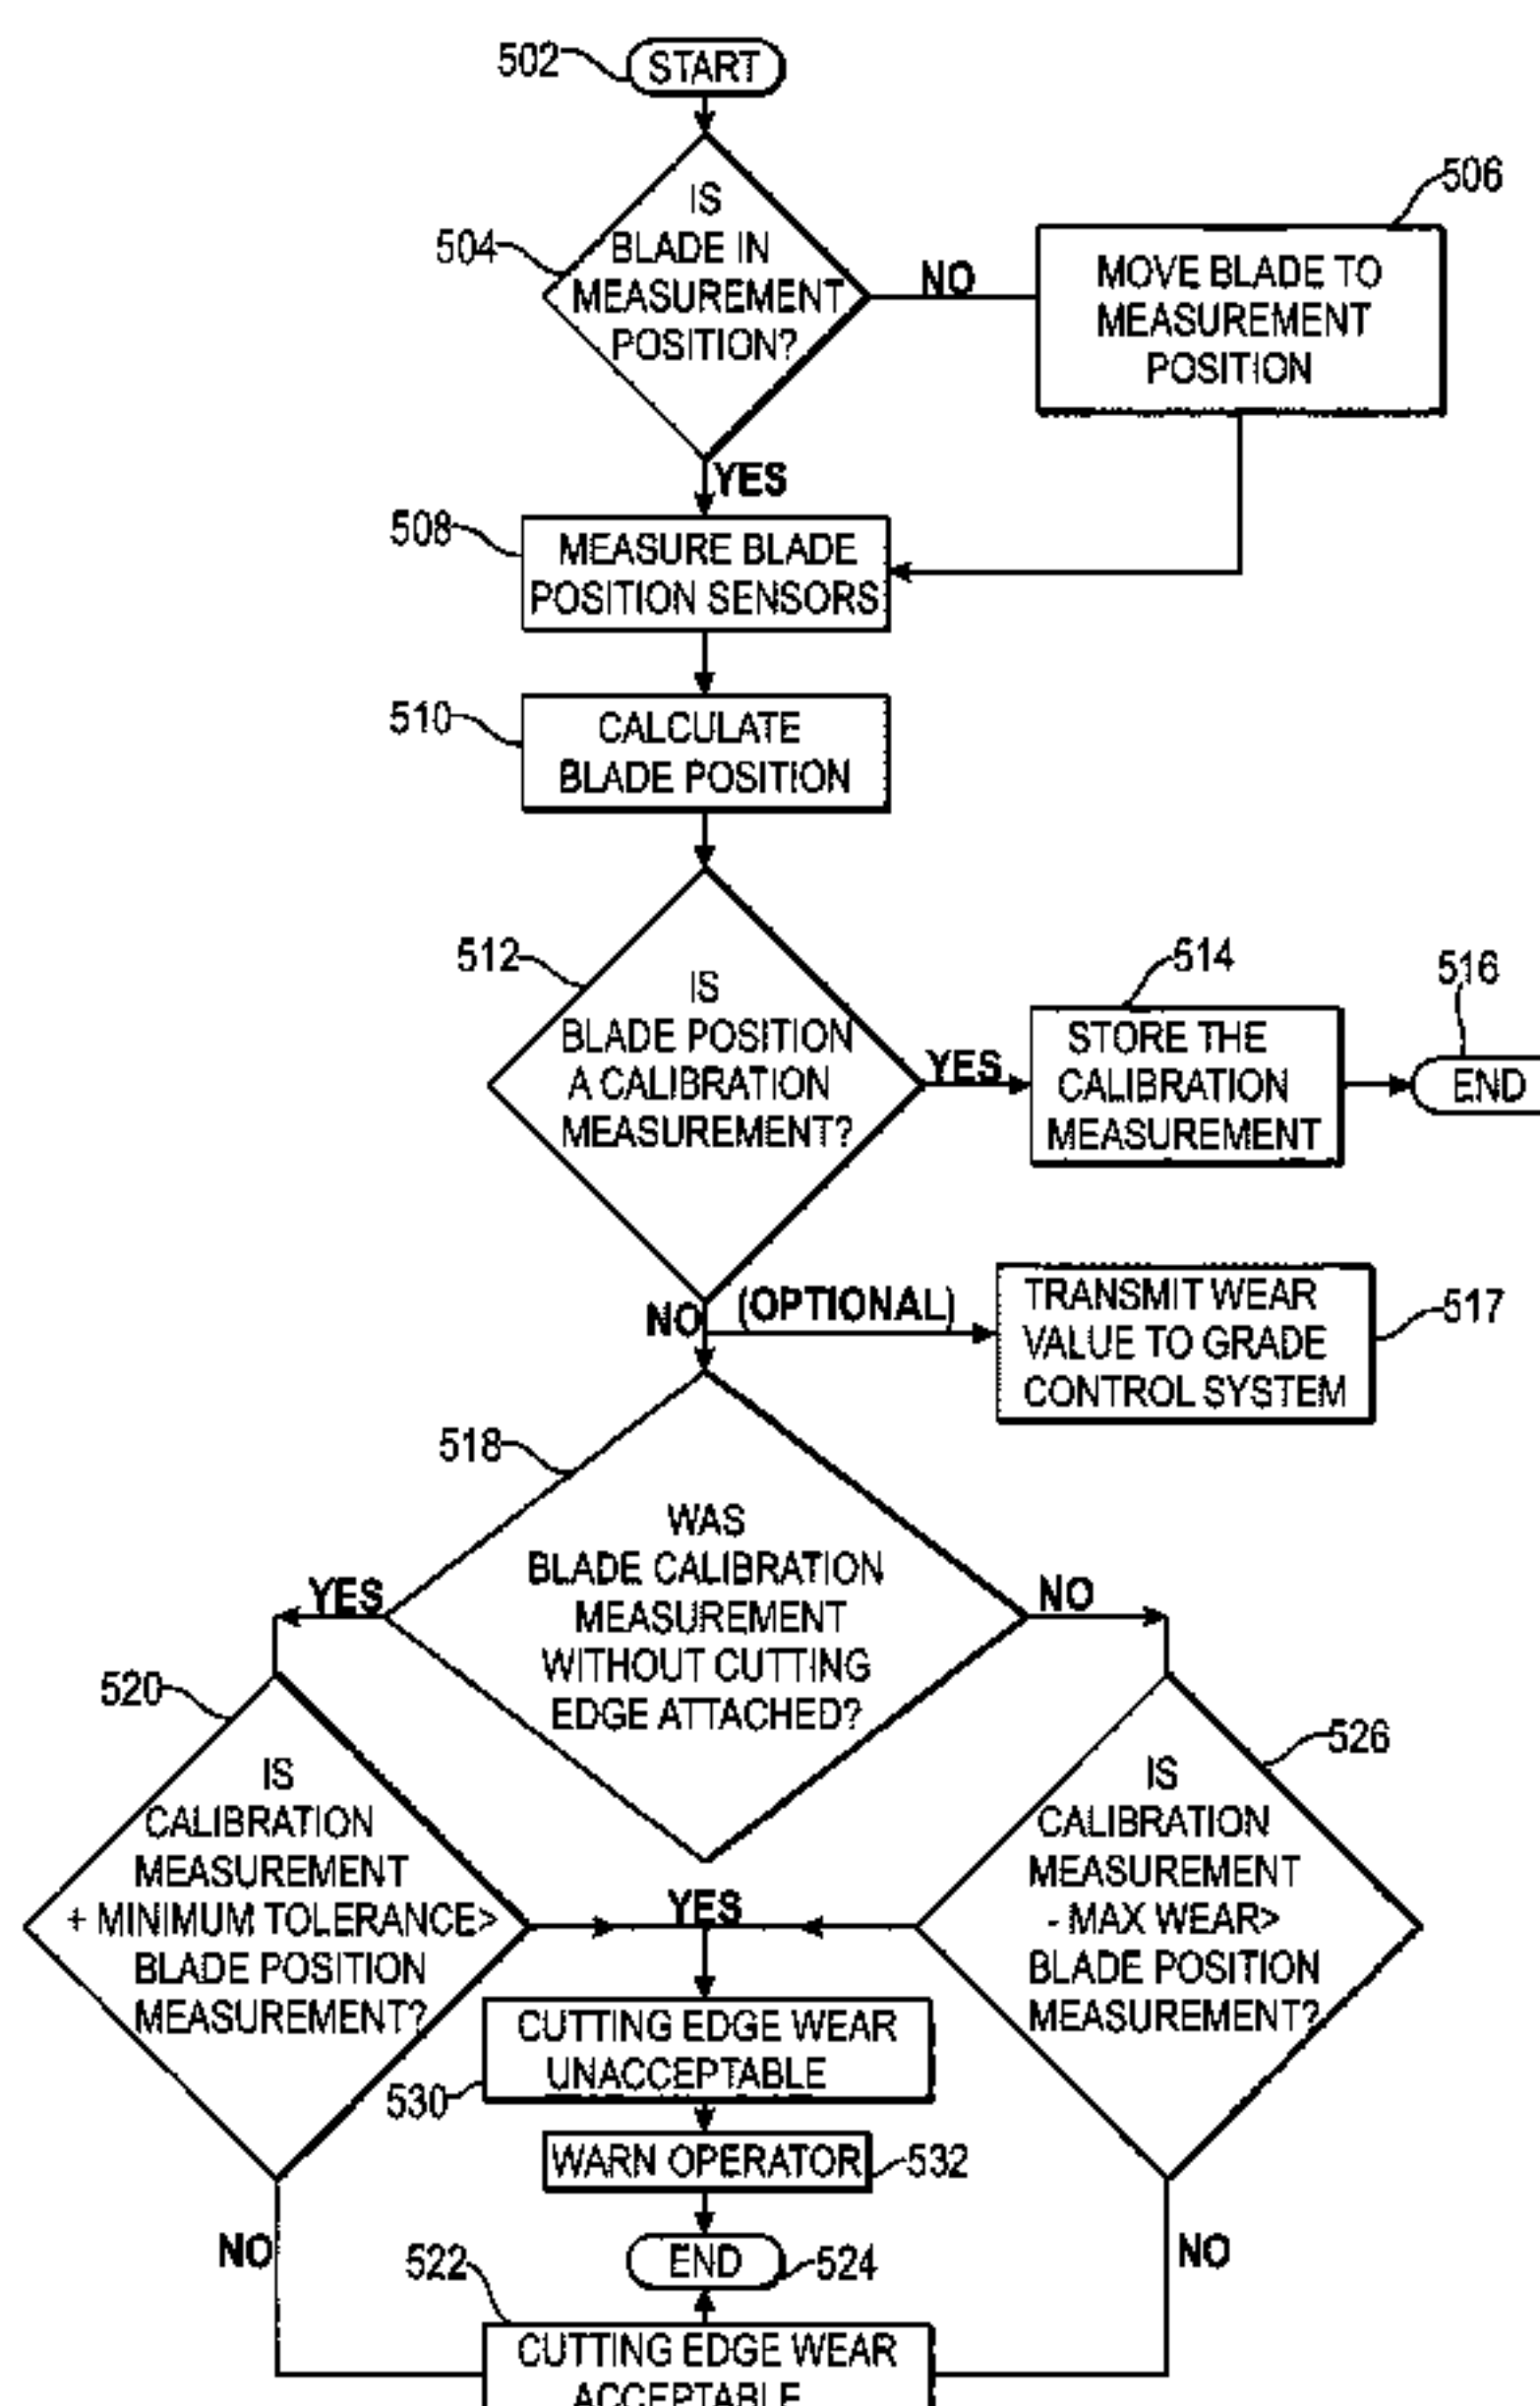 502
START
506
504
IS
BLADE IN
MEASUREMENT
POSITION?
NO
MOVE BLADE TO
MEASUREMENT
POSITION
YES
508
MEASURE BLADE
POSITION SENSORS
510
CALCULATE
BLADE POSITION
512
IS
BLADE POSITION
A CALIBRATION
MEASUREMENT?
YES
514
STORE THE
CALIBRATION
MEASUREMENT
516
END
NO
(OPTIONAL)
TRANSMIT WEAR
VALUE TO GRADE
CONTROL SYSTEM
517
518
WAS
BLADE CALIBRATION
MEASUREMENT
WITHOUT CUTTING
EDGE ATTACHED?
YES
NO
520
IS
CALIBRATION
MEASUREMENT
+ MINIMUM TOLERANCE>
BLADE POSITION
MEASUREMENT?
YES
526
IS
CALIBRATION
MEASUREMENT
- MAX WEAR>
BLADE POSITION
MEASUREMENT?
CUTTING EDGE WEAR
UNACCEPTABLE
530
WARN OPERATOR
532
NO
522
END
524
NO
CUTTING EDGE WEAR
ACCEPTABLE